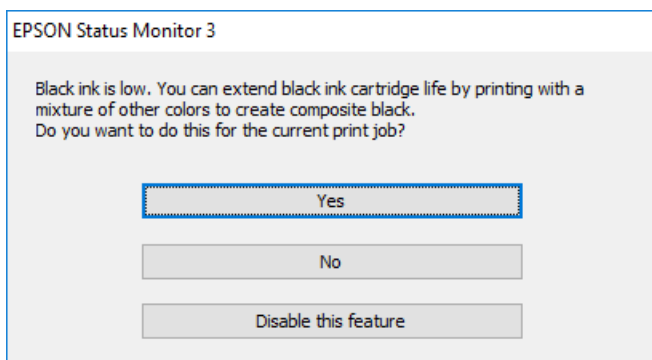 EPSON Status Monitor 3
Black ink is low. You can extend black ink cartridge life by printing with a
mixture of other colors to create composite black.
Do you want to do this for the current print job?
Yes
No
Disable this feature